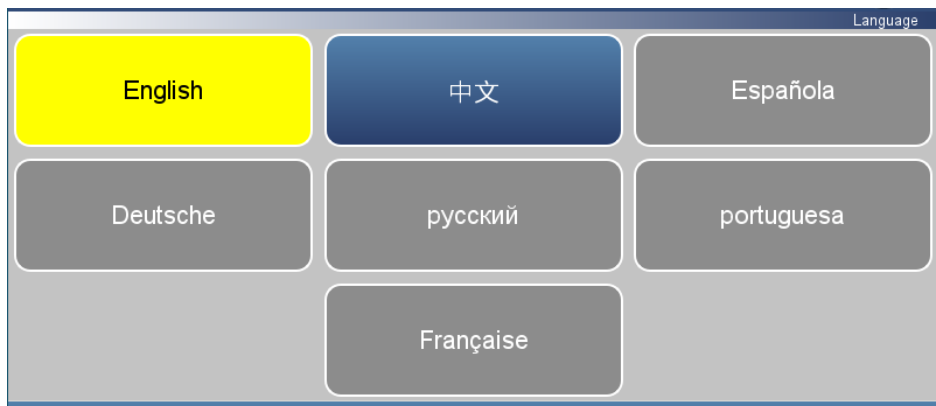 Language
English
中文
Española
Deutsche
русский
portuguesa
Française